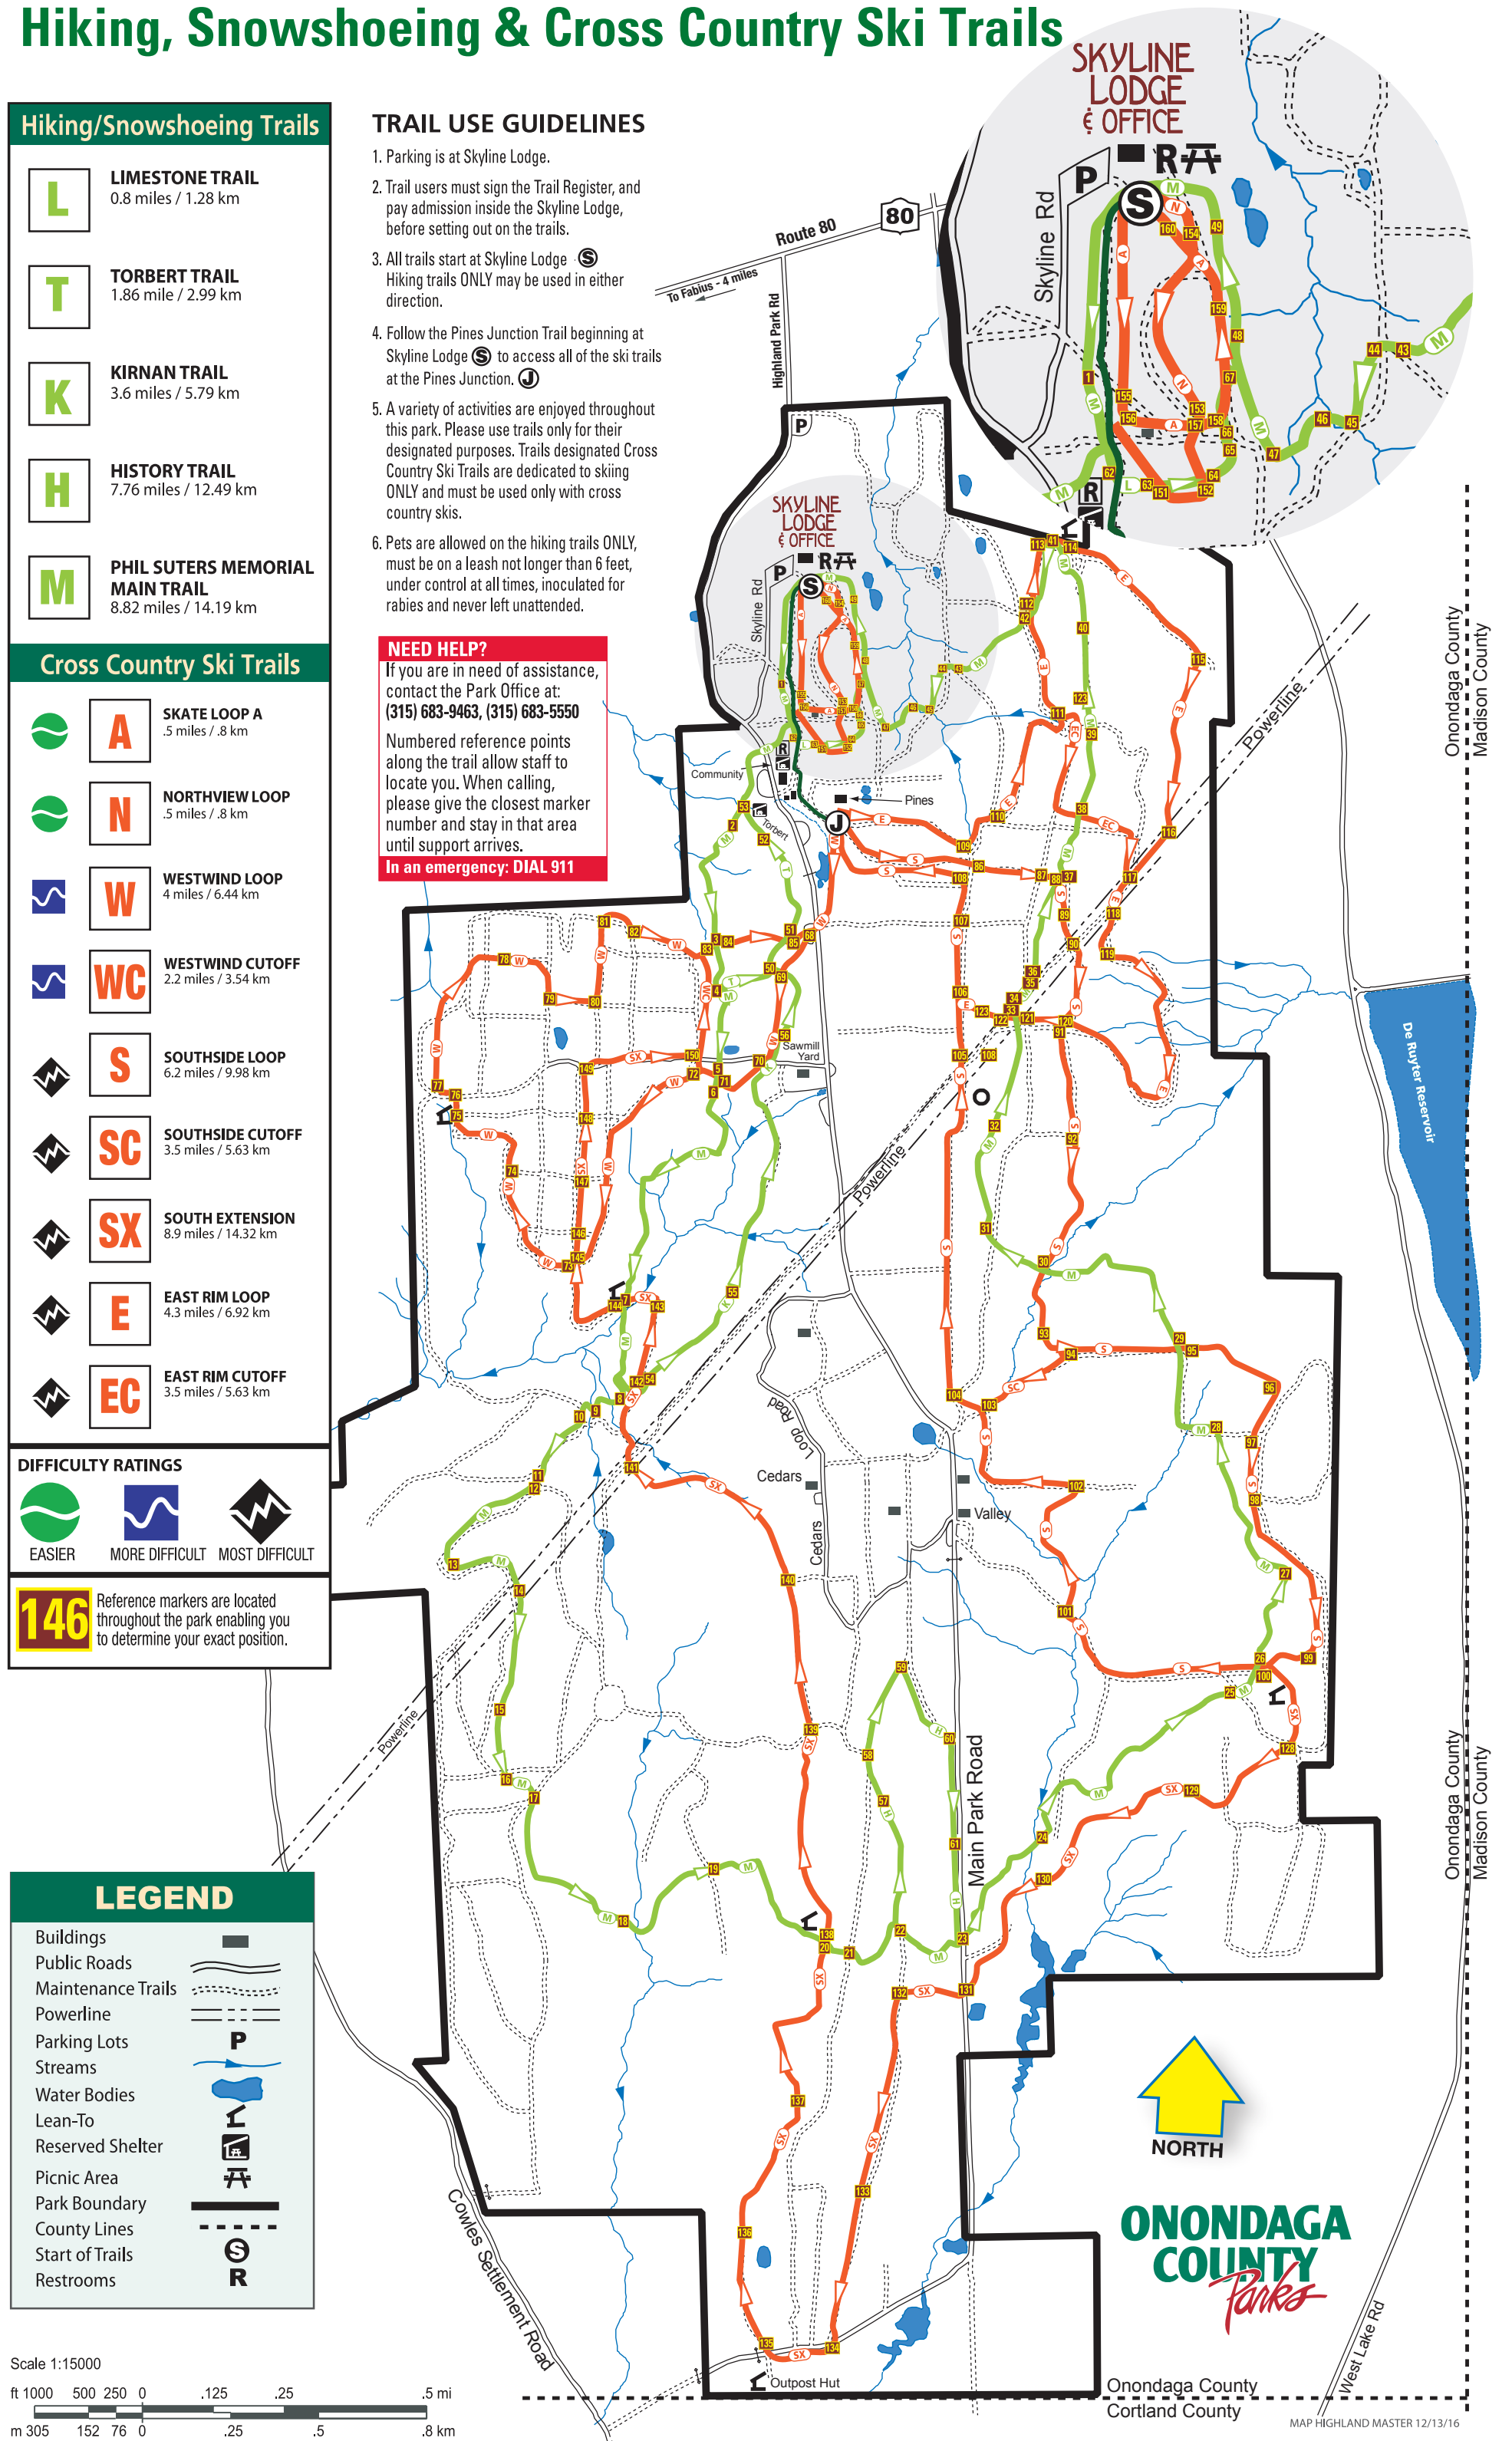 Hiking, Snowshoeing & Cross Country Ski Trails
Hiking/Snowshoeing Trails
L
LIMESTONE TRAIL
0.8 miles / 1.28 km
T
TORBERT TRAIL
1.86 mile / 2.99 km
K
KIRNAN TRAIL
3.6 miles / 5.79 km
H
HISTORY TRAIL
7.76 miles / 12.49 km
M
PHIL SUTERS MEMORIAL
MAIN TRAIL
8.82 miles / 14.19 km
Cross Country Ski Trails
A
SKATE LOOP A
.5 miles / .8 km
N
NORTHVIEW LOOP
.5 miles / .8 km
W
WESTWIND LOOP
4 miles / 6.44 km
WC
WESTWIND CUTOFF
2.2 miles / 3.54 km
S
SOUTHSIDE LOOP
6.2 miles / 9.98 km
SC
SOUTHSIDE CUTOFF
3.5 miles / 5.63 km
SX
SOUTH EXTENSION
8.9 miles / 14.32 km
E
EAST RIM LOOP
4.3 miles / 6.92 km
EC
EAST RIM CUTOFF
3.5 miles / 5.63 km
DIFFICULTY RATINGS
EASIER
MORE DIFFICULT
MOST DIFFICULT
146
Reference markers are located
throughout the park enabling you
to determine your exact position.
TRAIL USE GUIDELINES
1. Parking is at Skyline Lodge.
2. Trail users must sign the Trail Register, and
pay admission inside the Skyline Lodge,
before setting out on the trails.
3. All trails start at Skyline Lodge S
Hiking trails ONLY may be used in either
direction.
4. Follow the Pines Junction Trail beginning at
Skyline Lodge S to access all of the ski trails
at the Pines Junction. J
5. A variety of activities are enjoyed throughout
this park. Please use trails only for their
designated purposes. Trails designated Cross
Country Ski Trails are dedicated to skiing
ONLY and must be used only with cross
country skis.
6. Pets are allowed on the hiking trails ONLY,
must be on a leash not longer than 6 feet,
under control at all times, inoculated for
rabies and never left unattended.
NEED HELP?
If you are in need of assistance,
contact the Park Office at:
(315) 683-9463, (315) 683-5550
Numbered reference points
along the trail allow staff to
locate you. When calling,
please give the closest marker
number and stay in that area
until support arrives.
In an emergency: DIAL 911
SKYLINE
LODGE
& OFFICE
P
R
S
Skyline Rd
Route 80
80
To Fabius - 4 miles
Highland Park Rd
P
SKYLINE
LODGE
& OFFICE
P
R
S
Skyline Rd
Community
R
Torbert
Pines
J
Sawmill
Yard
Powerline
Powerline
Powerline
Loop Road
Cedars
Cedars
Valley
Main Park Road
De Ruyter Reservoir
Onondaga County
Madison County
Onondaga County
Madison County
Cowles Settlement Road
West Lake Rd
Outpost Hut
LEGEND
Buildings
Public Roads
Maintenance Trails
Powerline
Parking Lots P
Streams
Water Bodies
Lean-To
Reserved Shelter
Picnic Area
Park Boundary
County Lines
Start of Trails S
Restrooms R
Scale 1:15000
ft 1000 500 250 0 .125 .25 .5 mi
m 305 152 76 0 .25 .5 .8 km
NORTH
ONONDAGA
COUNTY
Parks
Onondaga County
Cortland County
MAP HIGHLAND MASTER 12/13/16